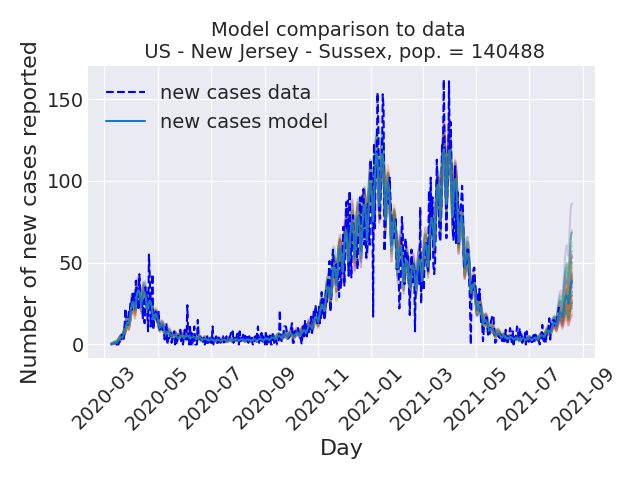 Model comparison to data
US - New Jersey - Sussex, pop. = 140488
Number of new cases reported
150
100
50
0
new cases data
new cases model
2020-03
2020-05
2020-07
2020-09
2020-11
2021-01
2021-03
2021-05
2021-07
2021-09
Day